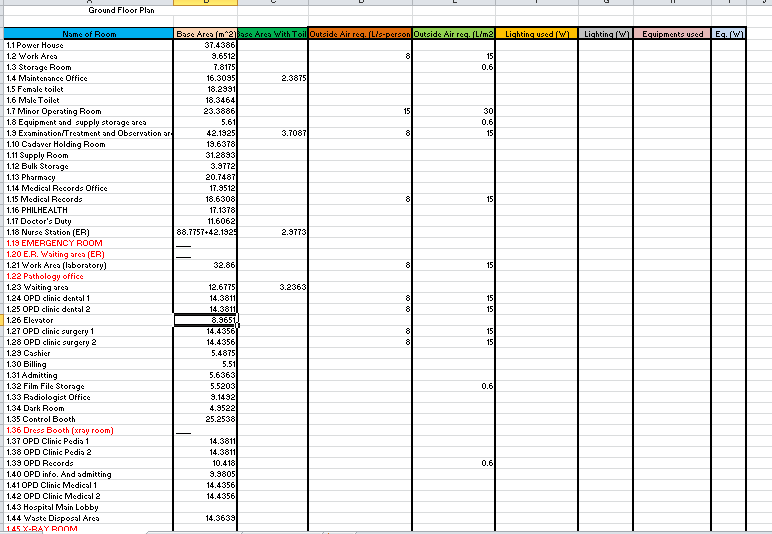 Ground Floor Plan
Name of Room Base Area (m^2) Base Area With Toil Outside Air req. (L/s-person Outside Air req. (L/m2 Lighting used (W) Lighting (W) Equipments used Eq. (W)
1.1 Power House 37.4386
1.2 Work Area 9.6512 8 15
1.3 Storage Room 7.8175 0.6
1.4 Maintenance Office 16.3095 2.3875
1.5 Female toilet 18.2991
1.6 Male Toilet 18.3464
1.7 Minor Operating Room 23.3886 15 30
1.8 Equipment and supply storage area 5.61 0.6
1.9 Examination/Treatment and Observation ar 42.1925 3.7087 8 15
1.10 Cadaver Holding Room 19.6378
1.11 Supply Room 31.2893
1.12 Bulk Storage 3.9772
1.13 Pharmacy 20.7487
1.14 Medical Records Office 17.9512
1.15 Medical Records 18.6308 8 15
1.16 PHILHEALTH 17.1378
1.17 Doctor's Duty 11.6062
1.18 Nurse Station (ER) 88.7757+42.1925 2.9773
1.19 EMERGENCY ROOM ___
1.20 E.R. Waiting area (ER) ___
1.21 Work Area (laboratory) 32.86 8 15
1.22 Pathology office
1.23 Waiting area 12.6775 3.2363
1.24 OPD clinic dental 1 14.3811 8 15
1.25 OPD clinic dental 2 14.3811 8 15
1.26 Elevator 8.9651
1.27 OPD clinic surgery 1 14.4356 8 15
1.28 OPD clinic surgery 2 14.4356 8 15
1.29 Cashier 5.4875
1.30 Billing 5.51
1.31 Admitting 5.6363
1.32 Film File Storage 5.5203 0.6
1.33 Radiologist Office 9.1492
1.34 Dark Room 4.9522
1.35 Control Booth 25.2538
1.36 Dress Booth (xray room) ___
1.37 OPD Clinic Pedia 1 14.3811
1.38 OPD Clinic Pedia 2 14.3811
1.39 OPD Records 10.418 0.6
1.40 OPD info. And admitting 9.9805
1.41 OPD Clinic Medical 1 14.4356
1.42 OPD Clinic Medical 2 14.4356
1.43 Hospital Main Lobby
1.44 Waste Disposal Area 14.3639
1.45 X-RAY ROOM